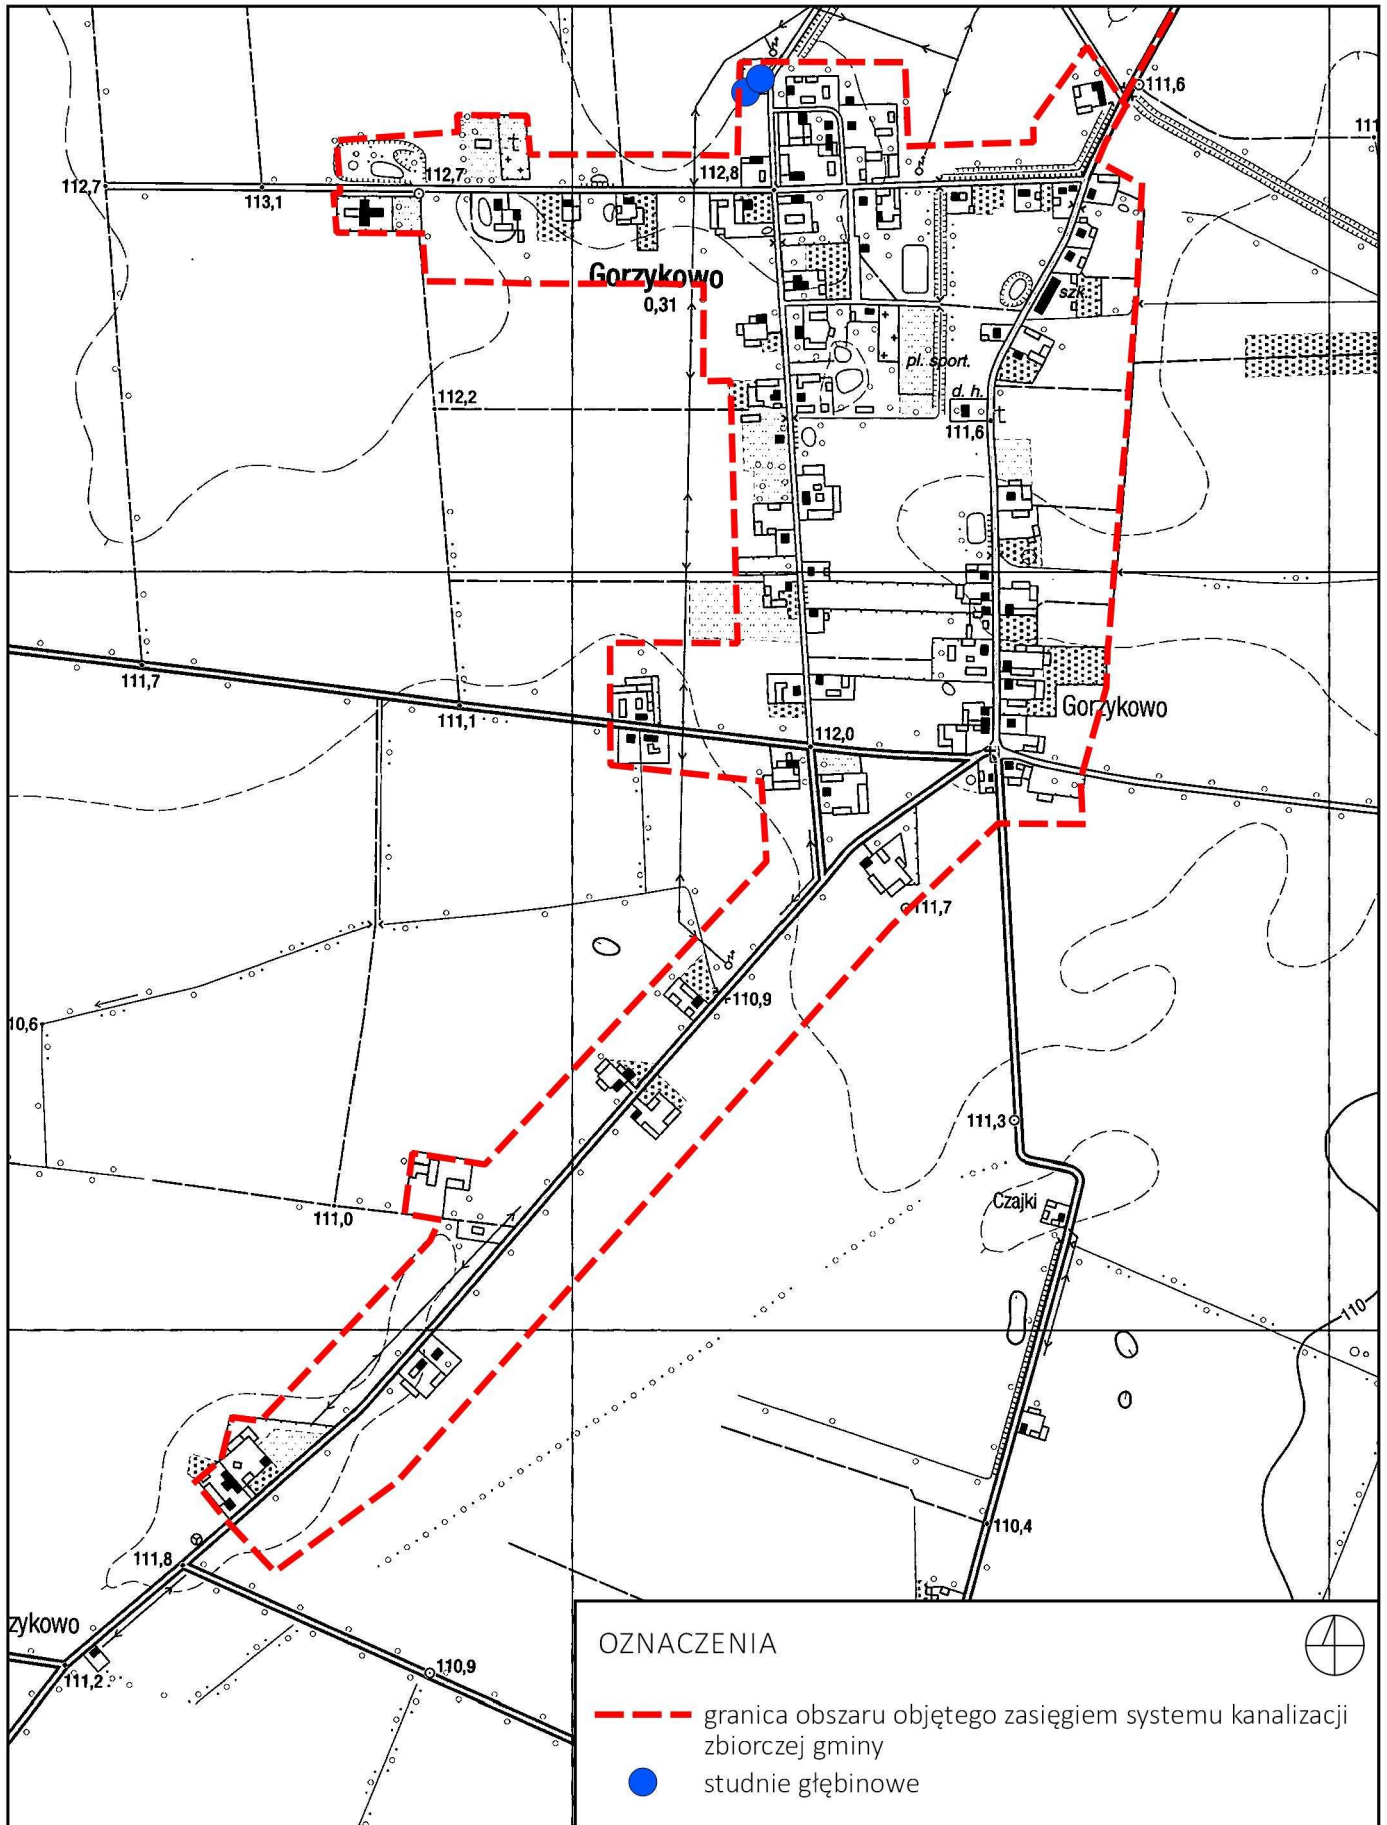 111,6
111
112,7
113,1
112,7
112,8
Gorzykowo
0,31
szk.
pl. sport.
112,2
d. h.
111,6
111,7
111,1
112,0
Gorzykowo
111,7
110,9
10,6
111,3
111,0
Czajki
110
110,4
111,8
zykowo
111,2
110,9
OZNACZENIA
granica obszaru objętego zasięgiem systemu kanalizacji
zbiorczej gminy
studnie głębinowe